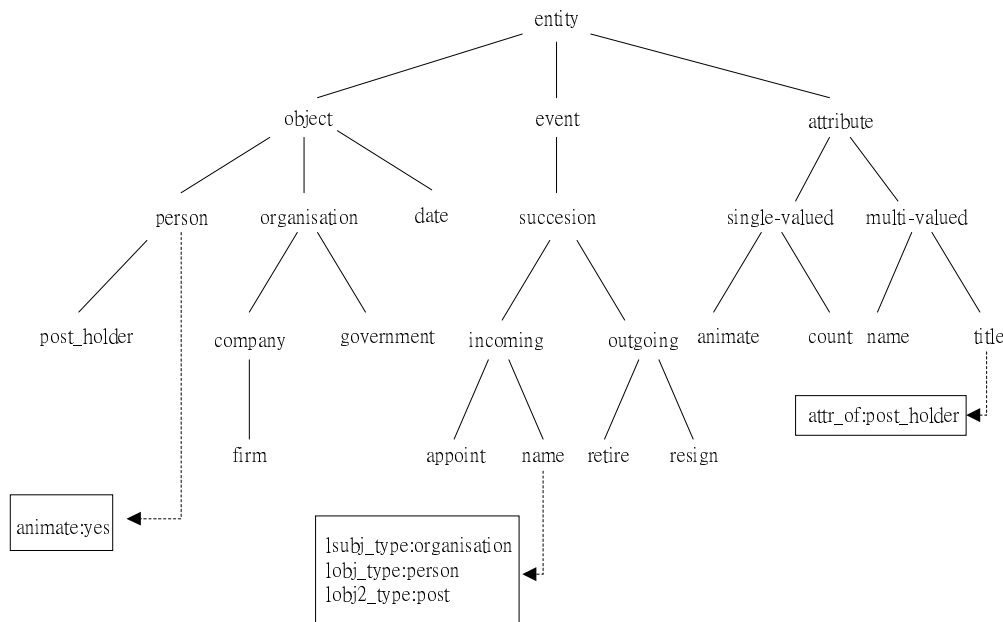 entity
object event attribute
person organisation date succesion single-valued multi-valued
post_holder company government incoming outgoing animate count name title
attr_of:post_holder
firm appoint name retire resign
animate:yes
lsubj_type:organisation
lobj_type:person
lobj2_type:post